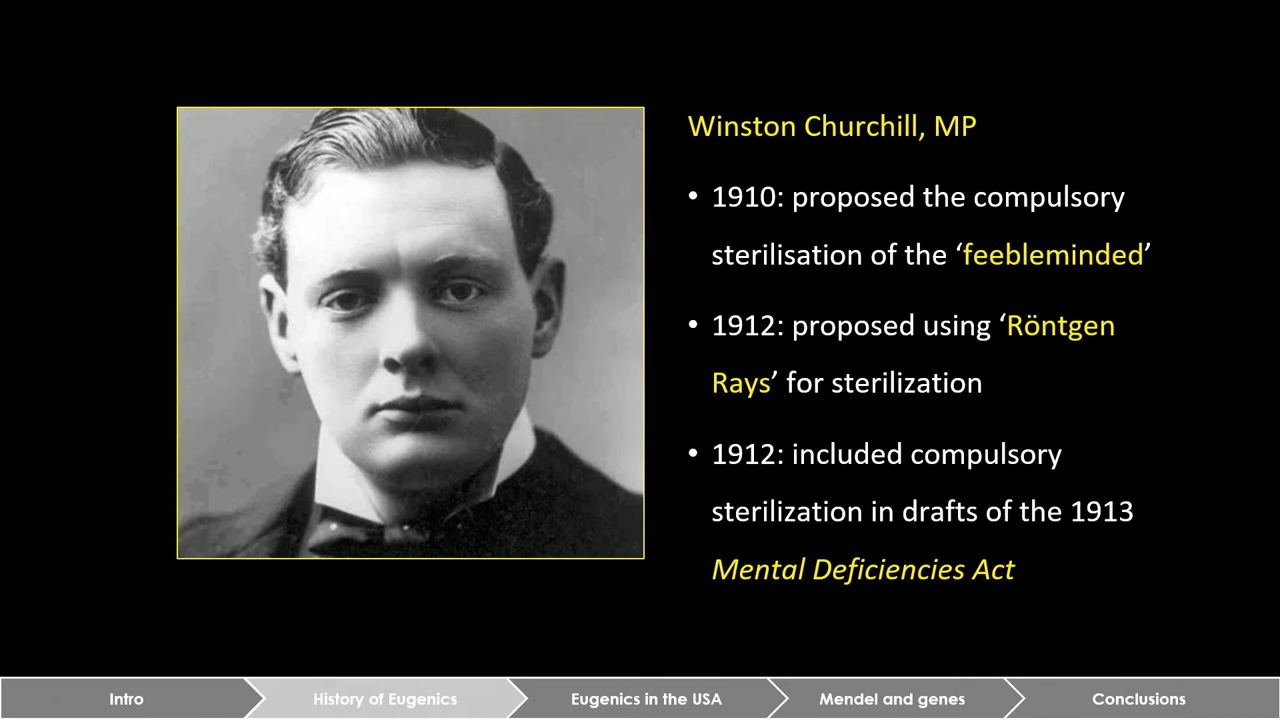 Winston Churchill, MP
• 1910: proposed the compulsory
sterilisation of the ‘feebleminded’
• 1912: proposed using ‘Röntgen
Rays’ for sterilization
• 1912: included compulsory
sterilization in drafts of the 1913
Mental Deficiencies Act
Intro
History of Eugenics
Eugenics in the USA
Mendel and genes
Conclusions